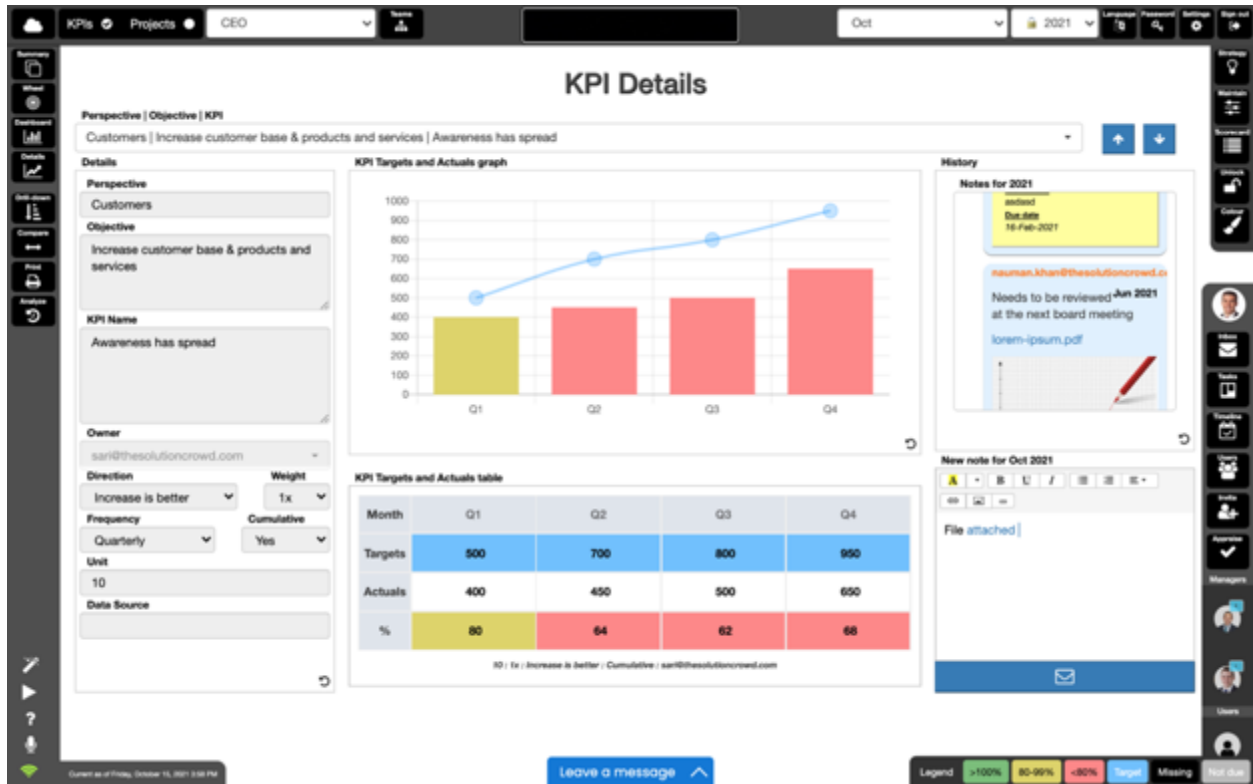 KPIs Projects CEO Teams Oct 2021 Language Password Settings Sign out
Summary
Wheel
Dashboard
Details
Drill-down
Compare
Print
Analyze
KPI Details
Perspective | Objective | KPI
Customers | Increase customer base & products and services | Awareness has spread
Details
Perspective
Customers
Objective
Increase customer base & products and
services
KPI Name
Awareness has spread
Owner
sari@thesolutioncrowd.com
Direction Weight
Increase is better 1x
Frequency Cumulative
Quarterly Yes
Unit
10
Data Source
KPI Targets and Actuals graph
1000
900
800
700
600
500
400
300
200
100
0
Q1 Q2 Q3 Q4
KPI Targets and Actuals table
Month Q1 Q2 Q3 Q4
Targets 500 700 800 950
Actuals 400 450 500 650
% 80 64 62 68
10 : 1x : Increase is better : Cumulative : sari@thesolutioncrowd.com
History
Notes for 2021
asdasd
Due date
16-Feb-2021
nauman.khan@thesolutioncrowd.co
Jun 2021
Needs to be reviewed
at the next board meeting
lorem-ipsum.pdf
New note for Oct 2021
A B U I
File attached
Strategy
Maintain
Scorecard
Unlock
Colour
Inbox
Tasks
Timeline
Users
Invite
Appraise
Managers
Users
Current as of Friday, October 15, 2021 3:58 PM
Leave a message
Legend >100% 80-99% <80% Target Missing Not due